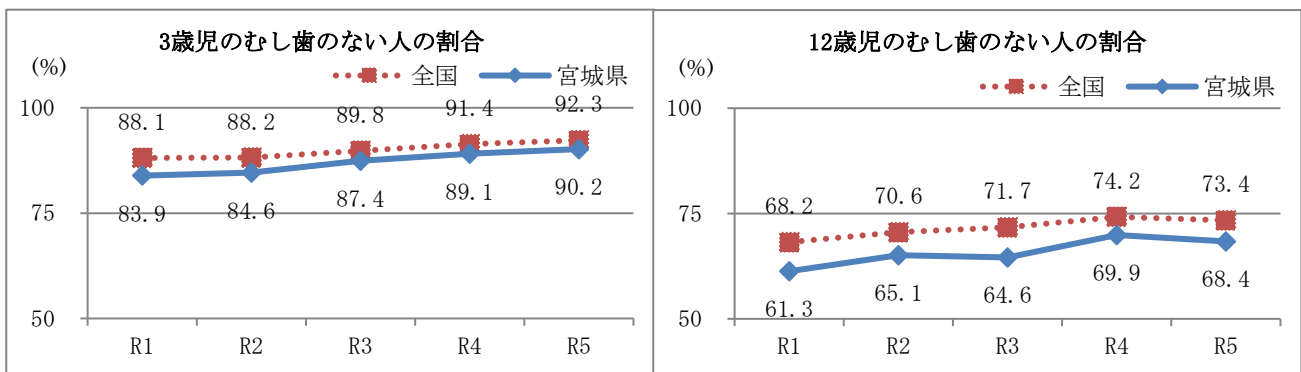 3歳児のむし歯のない人の割合
(%)
全国 宮城県
100
75
50
88.1 88.2 89.8 91.4 92.3
83.9 84.6 87.4 89.1 90.2
R1 R2 R3 R4 R5
12歳児のむし歯のない人の割合
(%)
全国 宮城県
100
75
50
68.2 70.6 71.7 74.2 73.4
61.3 65.1 64.6 69.9 68.4
R1 R2 R3 R4 R5